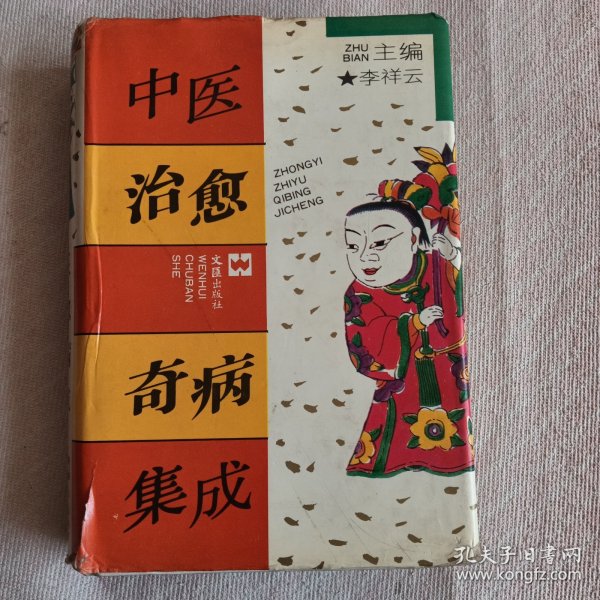 中医
治愈
奇病
集成
ZHU
BIAN
主编
★李祥云
ZHONGYI
ZHIYU
QIBING
JICHENG
文匯出版社
WENHUI
CHUBAN
SHE
孔夫子旧书网
www.kongfz.com